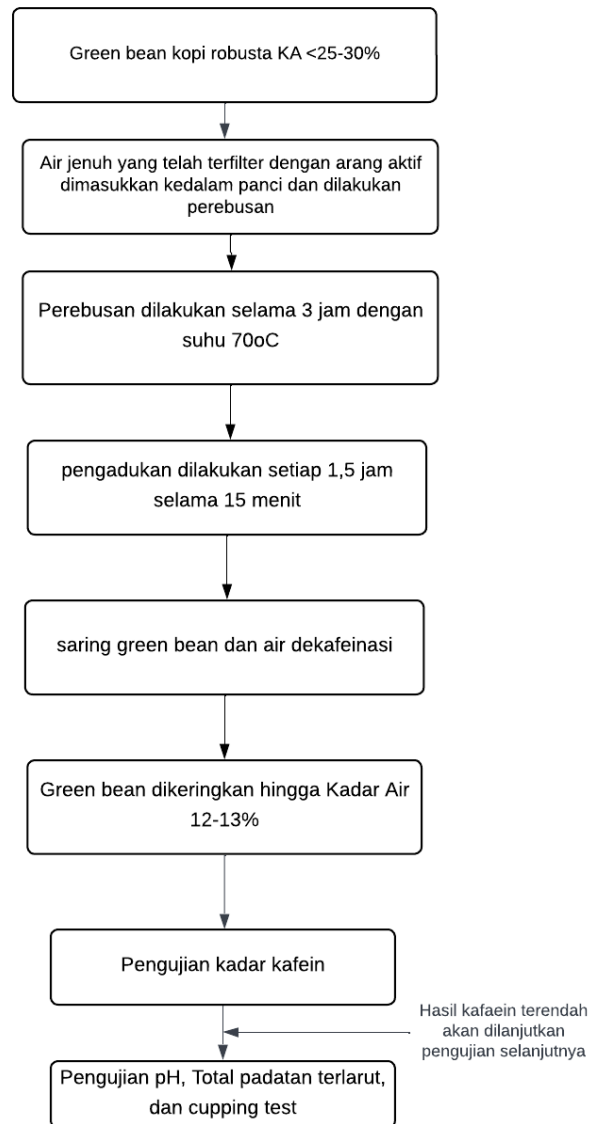 Green bean kopi robusta KA <25-30%
Air jenuh yang telah terfilter dengan arang aktif
dimasukkan kedalam panci dan dilakukan
perebusan
Perebusan dilakukan selama 3 jam dengan
suhu 70oC
pengadukan dilakukan setiap 1,5 jam
selama 15 menit
saring green bean dan air dekafeinasi
Green bean dikeringkan hingga Kadar Air
12-13%
Pengujian kadar kafein
Hasil kafaein terendah
akan dilanjutkan
pengujian selanjutnya
Pengujian pH, Total padatan terlarut,
dan cupping test